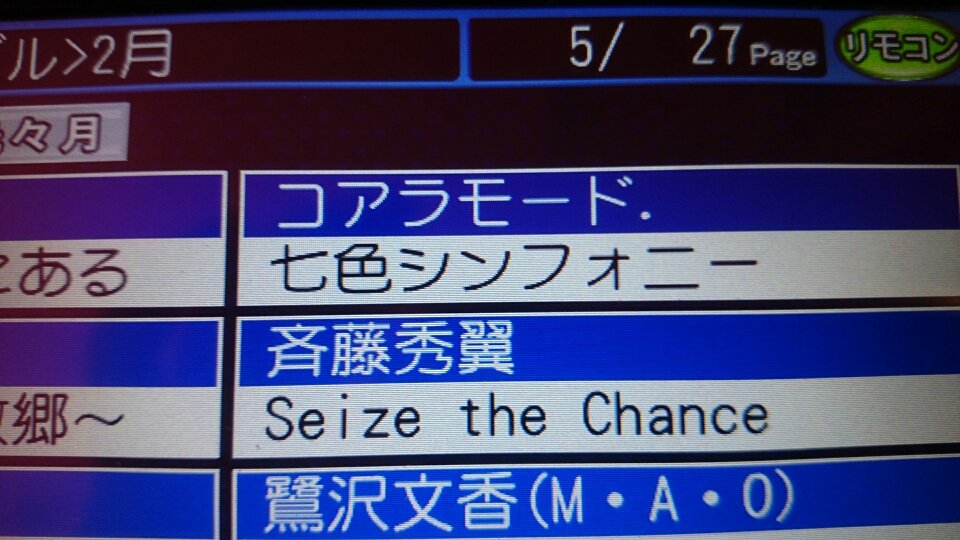 ル>2月
5/ 27Page
リモコン
々月
コアラモード.
ある
七色シンフォニー
斉藤秀翼
郷～
Seize the Chance
鷺沢文香(M・A・O)